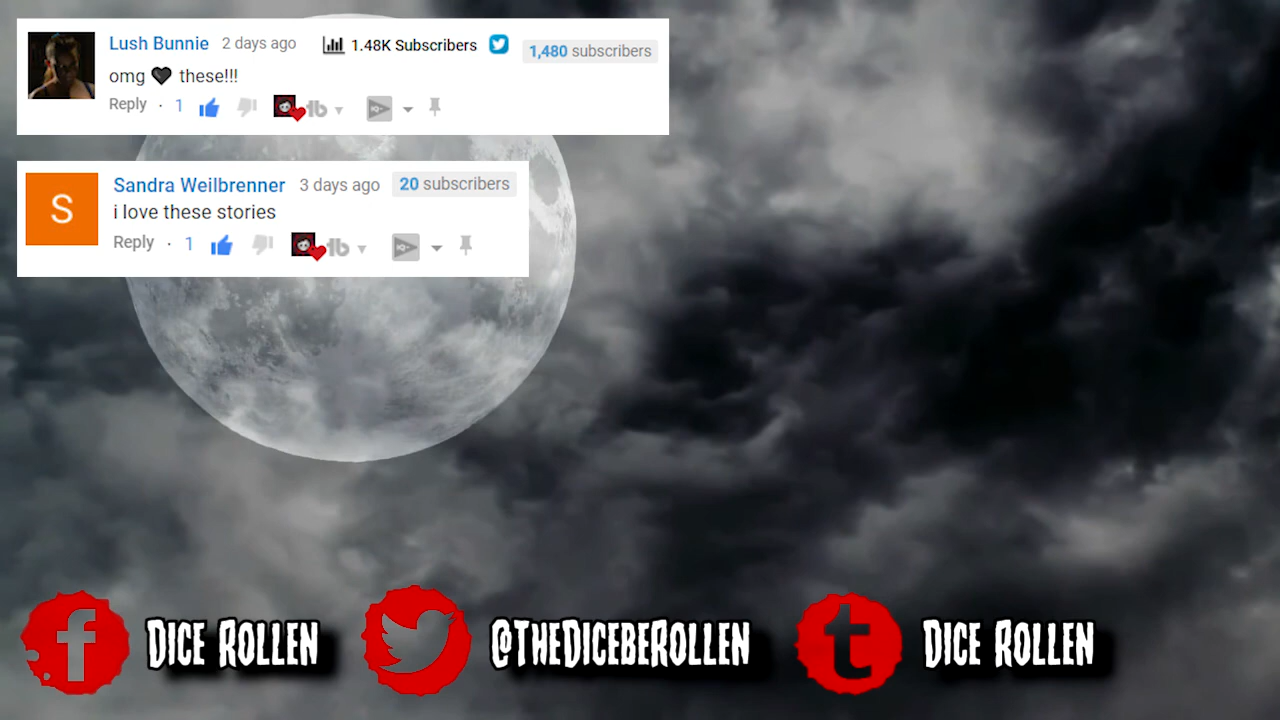 Lush Bunnie 2 days ago 1.48K Subscribers 1,480 subscribers
omg 🖤 these!!!
Reply · 1
S
Sandra Weilbrenner 3 days ago 20 subscribers
i love these stories
Reply · 1
Dice Rollen @TheDicebeRollen Dice Rollen